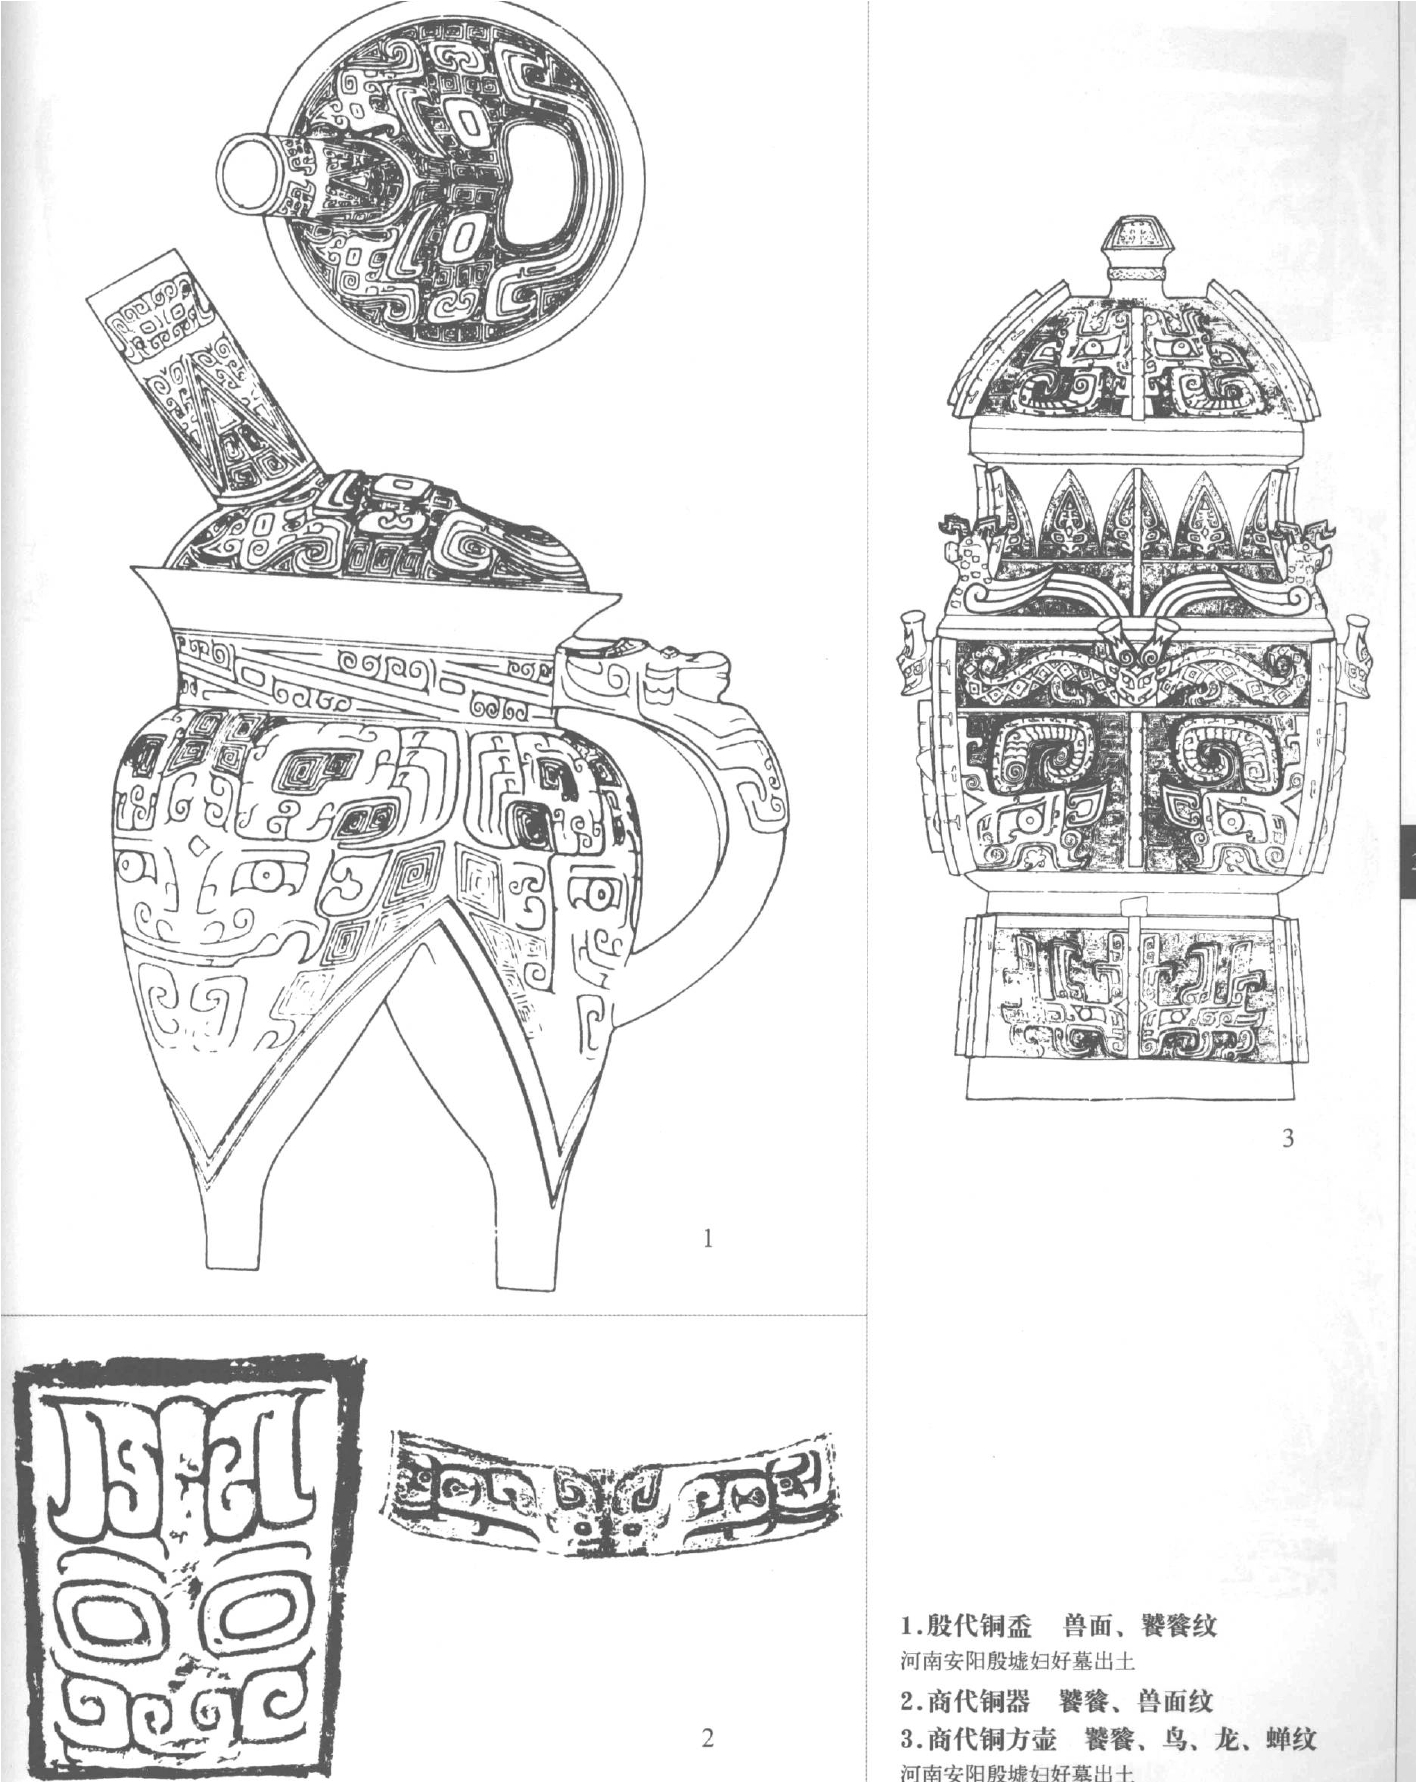 1
3
2
1.殷代铜盉　兽面、饕餮纹
河南安阳殷墟妇好墓出土
2.商代铜器　饕餮、兽面纹
3.商代铜方壶　饕餮、鸟、龙、蝉纹
河南安阳殷墟妇好墓出土